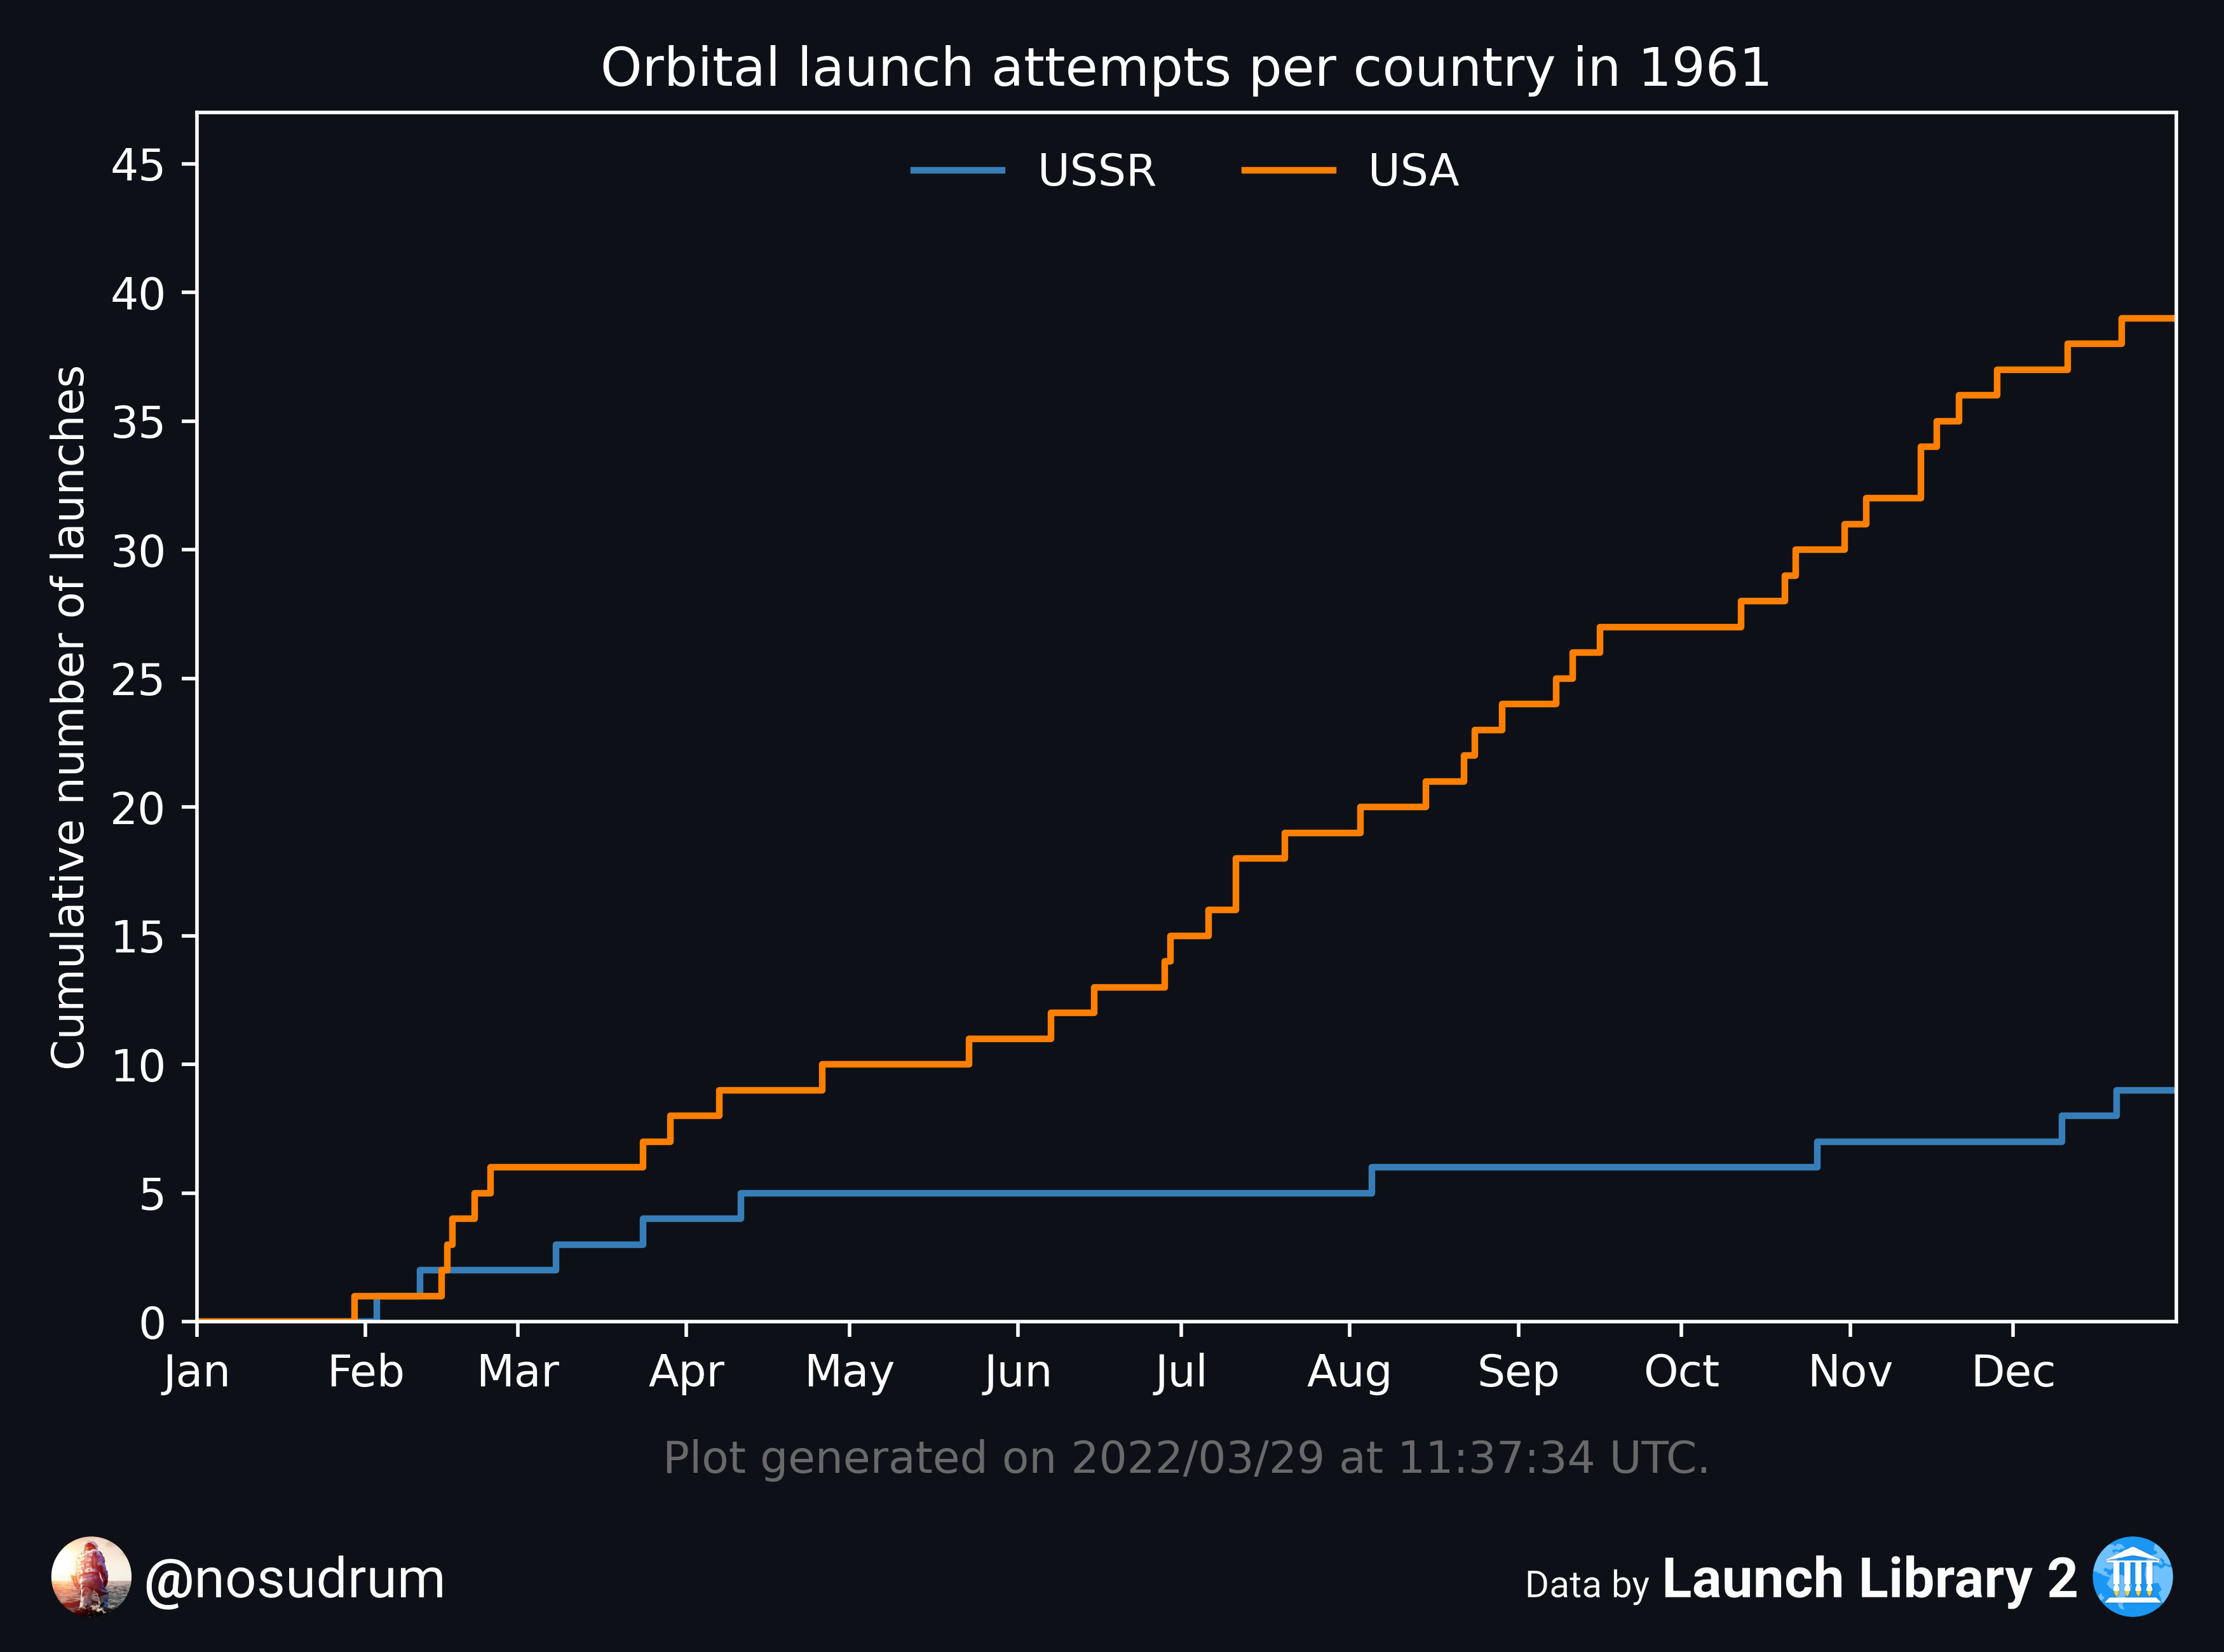 Orbital launch attempts per country in 1961
USSR
USA
Cumulative number of launches
45
40
35
30
25
20
15
10
5
0
Jan Feb Mar Apr May Jun Jul Aug Sep Oct Nov Dec
Plot generated on 2022/03/29 at 11:37:34 UTC.
@nosudrum
Data by Launch Library 2